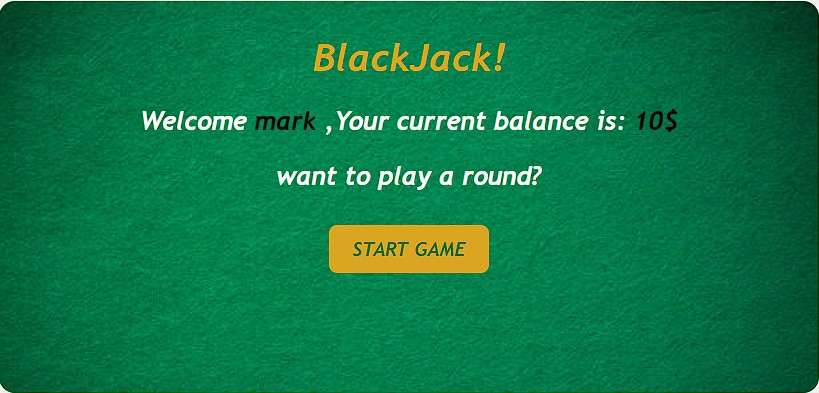 BlackJack!
Welcome mark ,Your current balance is: 10$
want to play a round?
START GAME